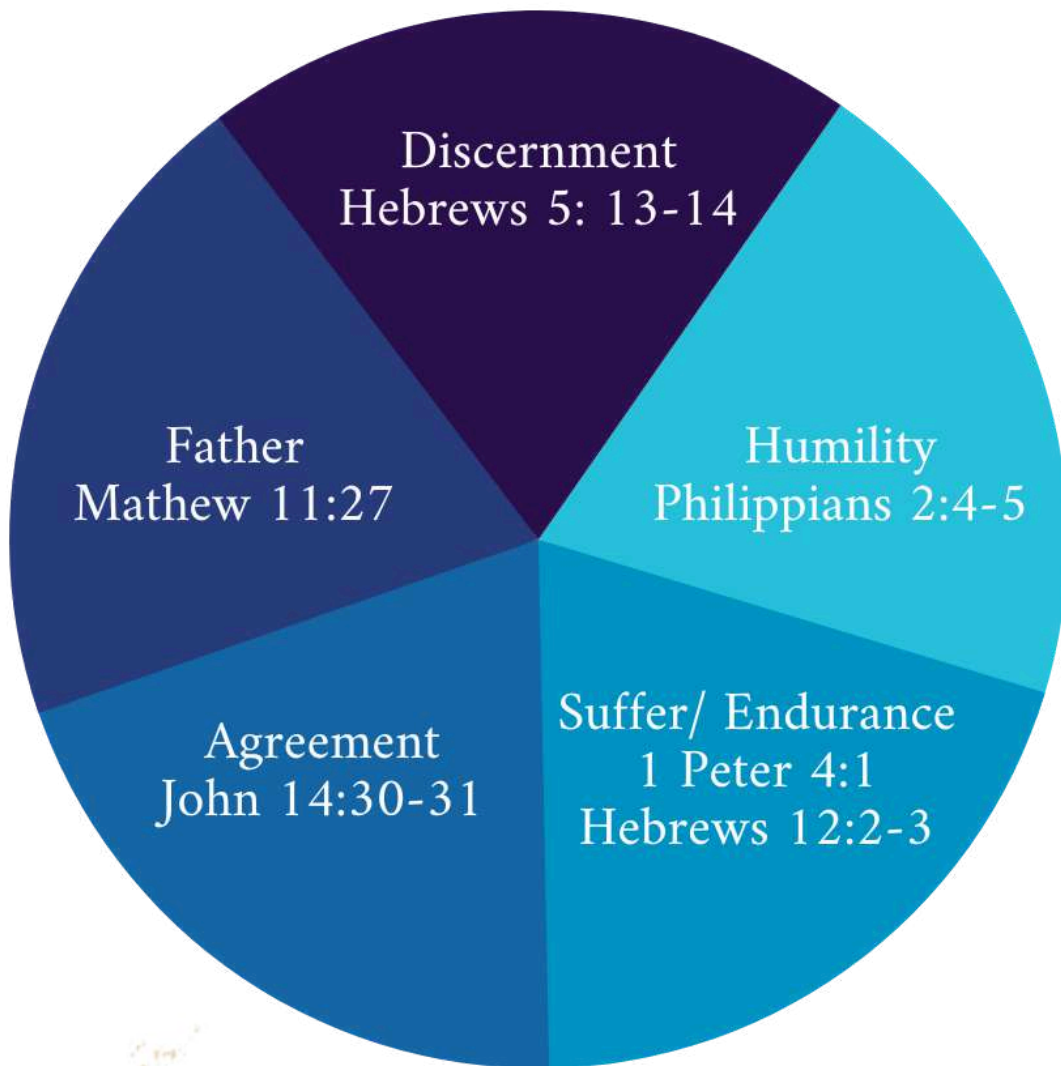 Discernment
Hebrews 5: 13-14
Father
Mathew 11:27
Humility
Philippians 2:4-5
Agreement
John 14:30-31
Suffer/ Endurance
1 Peter 4:1
Hebrews 12:2-3